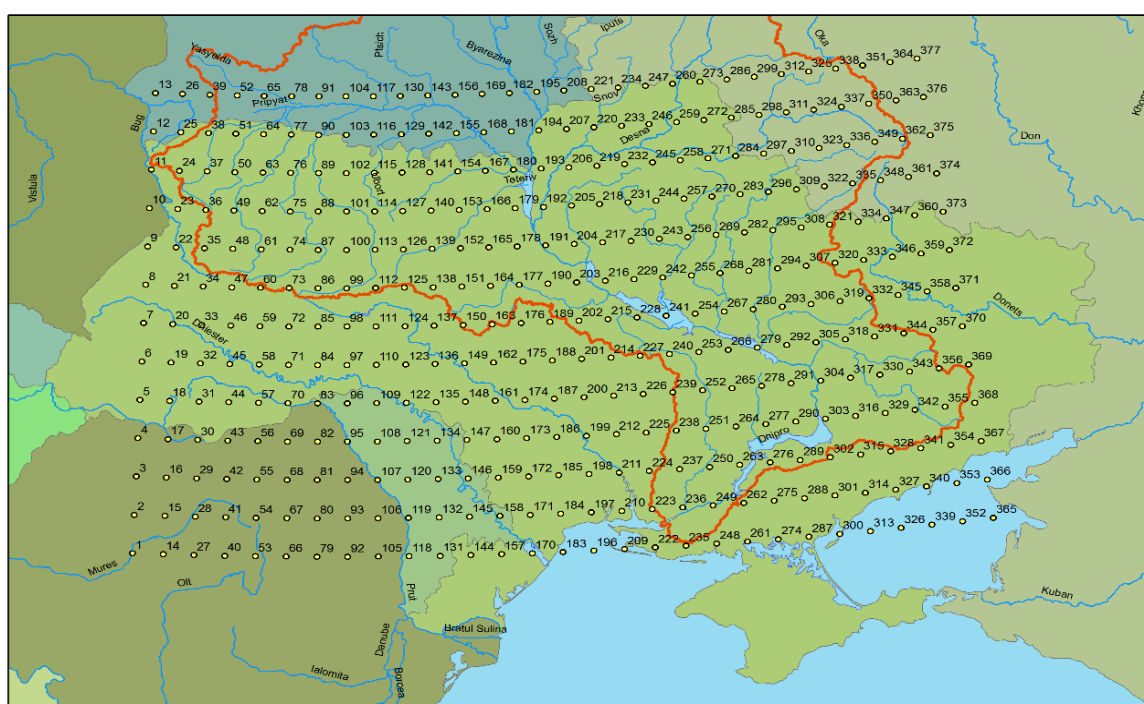 Oka
Iputs
Sozh
Ptsich
Byarezina
Yasyelda
13 26 39 52 65 78 91 104 117 130 143 156 169 182 195 208 221 234 247 260 273 286 299 312 325 338 351 364 377
Pripyat
Snov
Bug
12 25 38 51 64 77 90 103 116 129 142 155 168 181 194 207 220 233 246 259 272 285 298 311 324 337 350 363 376
Desna
Don
11 24 37 50 63 76 89 102 115 128 141 154 167 180 193 206 219 232 245 258 271 284 297 310 323 336 349 362 375
Vistula
Teteriv
10 23 36 49 62 75 88 101 114 127 140 153 166 179 192 205 218 231 244 257 270 283 296 309 322 335 348 361 374
9 22 35 48 61 74 87 100 113 126 139 152 165 178 191 204 217 230 243 256 269 282 295 308 321 334 347 360 373
8 21 34 47 60 73 86 99 112 125 138 151 164 177 190 203 216 229 242 255 268 281 294 307 320 333 346 359 372
Donets
7 20 33 46 59 72 85 98 111 124 137 150 163 176 189 202 215 228 241 254 267 280 293 306 319 332 345 358 371
Dniester
6 19 32 45 58 71 84 97 110 123 136 149 162 175 188 201 214 227 240 253 266 279 292 305 318 331 344 357 370
5 18 31 44 57 70 83 96 109 122 135 148 161 174 187 200 213 226 239 252 265 278 291 304 317 330 343 356 369
4 17 30 43 56 69 82 95 108 121 134 147 160 173 186 199 212 225 238 251 264 277 290 303 316 329 342 355 368
Dnipro
3 16 29 42 55 68 81 94 107 120 133 146 159 172 185 198 211 224 237 250 263 276 289 302 315 328 341 354 367
2 15 28 41 54 67 80 93 106 119 132 145 158 171 184 197 210 223 236 249 262 275 288 301 314 327 340 353 366
1 14 27 40 53 66 79 92 105 118 131 144 157 170 183 196 209 222 235 248 261 274 287 300 313 326 339 352 365
Mures
Olt
Prut
Kuban
Danube
Bratul Sulina
Ialomita
Borcea